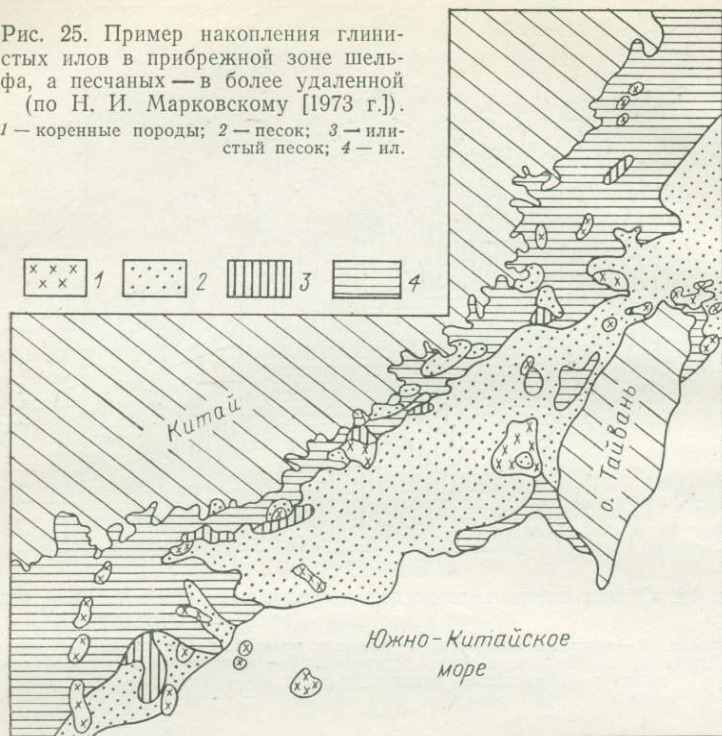 Рис. 25. Пример накопления глини-
стых илов в прибрежной зоне шель-
фа, а песчаных — в более удаленной
(по Н. И. Марковскому [1973 г.]).
1 — коренные породы; 2 — песок; 3 — или-
стый песок; 4 — ил.
1 2 3 4
Китай
о. Тайвань
Южно-Китайское
море